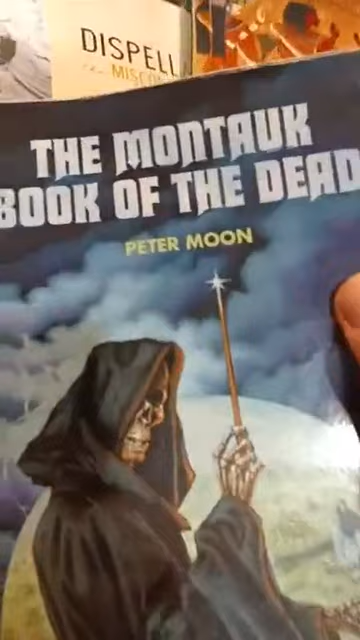 DISPELL
THE MONTAUK
BOOK OF THE DEAD
PETER MOON